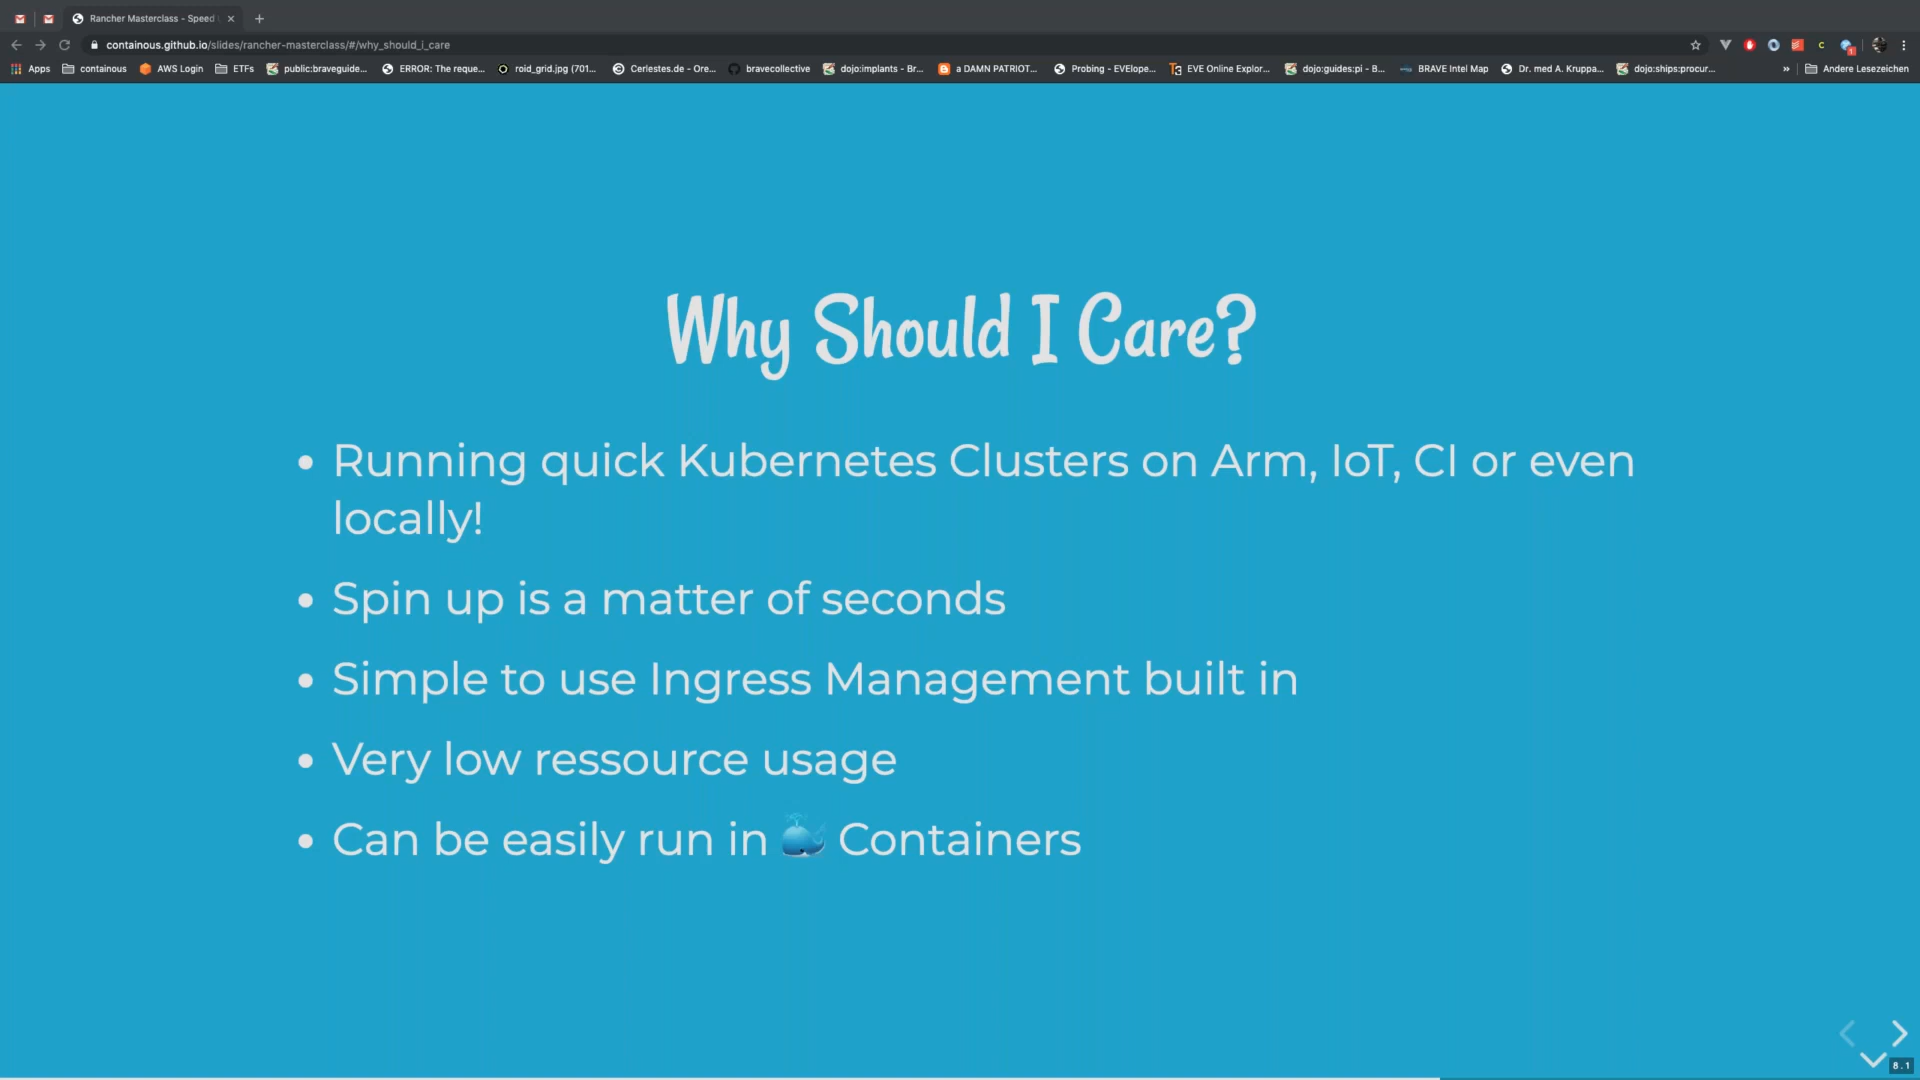 Rancher Masterclass - Speed
containous.github.io/slides/rancher-masterclass/#/why_should_i_care
Apps containous AWS Login ETFs public:braveguide... ERROR: The reque... roid_grid.jpg (701... Cerlestes.de - Ore... bravecollective dojo:implants - Br... a DAMN PATRIOT... Probing - EVElope... EVE Online Explor... dojo:guides:pi - B... BRAVE Intel Map Dr. med A. Kruppa... dojo:ships:procur... » Andere Lesezeichen
Why Should I Care?
• Running quick Kubernetes Clusters on Arm, IoT, CI or even
locally!
• Spin up is a matter of seconds
• Simple to use Ingress Management built in
• Very low ressource usage
• Can be easily run in 🐳 Containers
8.1